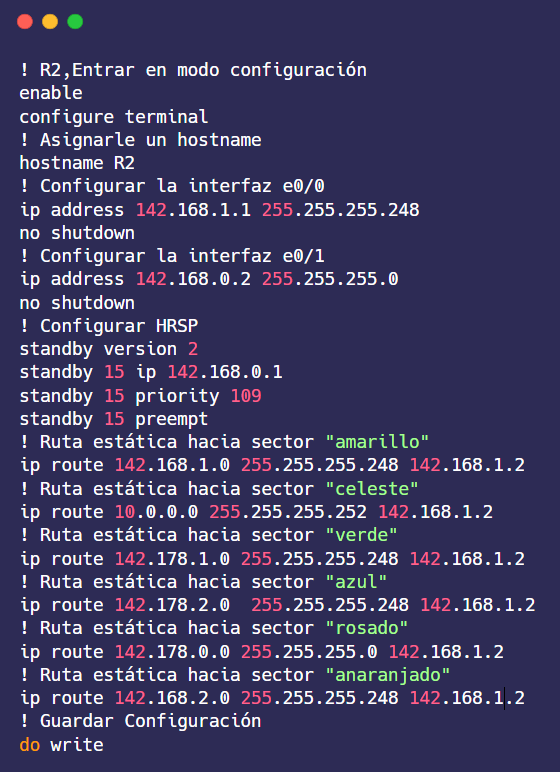 ! R2,Entrar en modo configuración
enable
configure terminal
! Asignarle un hostname
hostname R2
! Configurar la interfaz e0/0
ip address 142.168.1.1 255.255.255.248
no shutdown
! Configurar la interfaz e0/1
ip address 142.168.0.2 255.255.255.0
no shutdown
! Configurar HRSP
standby version 2
standby 15 ip 142.168.0.1
standby 15 priority 109
standby 15 preempt
! Ruta estática hacia sector "amarillo"
ip route 142.168.1.0 255.255.255.248 142.168.1.2
! Ruta estática hacia sector "celeste"
ip route 10.0.0.0 255.255.255.252 142.168.1.2
! Ruta estática hacia sector "verde"
ip route 142.178.1.0 255.255.255.248 142.168.1.2
! Ruta estática hacia sector "azul"
ip route 142.178.2.0  255.255.255.248 142.168.1.2
! Ruta estática hacia sector "rosado"
ip route 142.178.0.0 255.255.255.0 142.168.1.2
! Ruta estática hacia sector "anaranjado"
ip route 142.168.2.0 255.255.255.248 142.168.1.2
! Guardar Configuración
do write